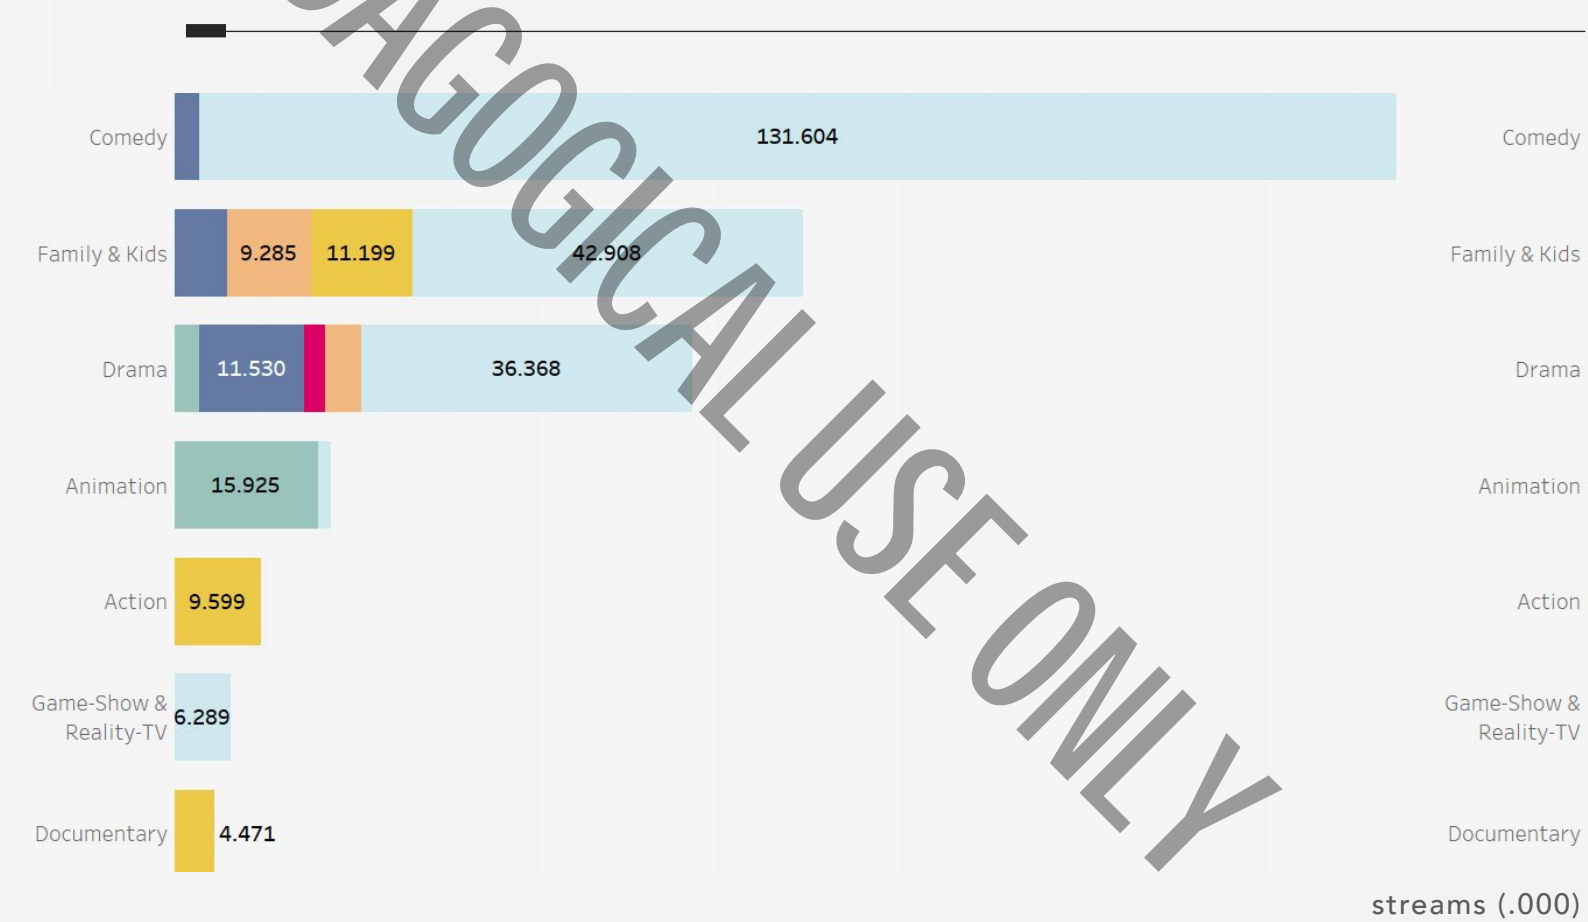 Comedy 131.604 Comedy
Family & Kids 9.285 11.199 42.908 Family & Kids
Drama 11.530 36.368 Drama
Animation 15.925 Animation
Action 9.599 Action
Game-Show & Game-Show &
Reality-TV 6.289 Reality-TV
Documentary 4.471 Documentary
streams (.000)
AGOGICAL USE ONLY